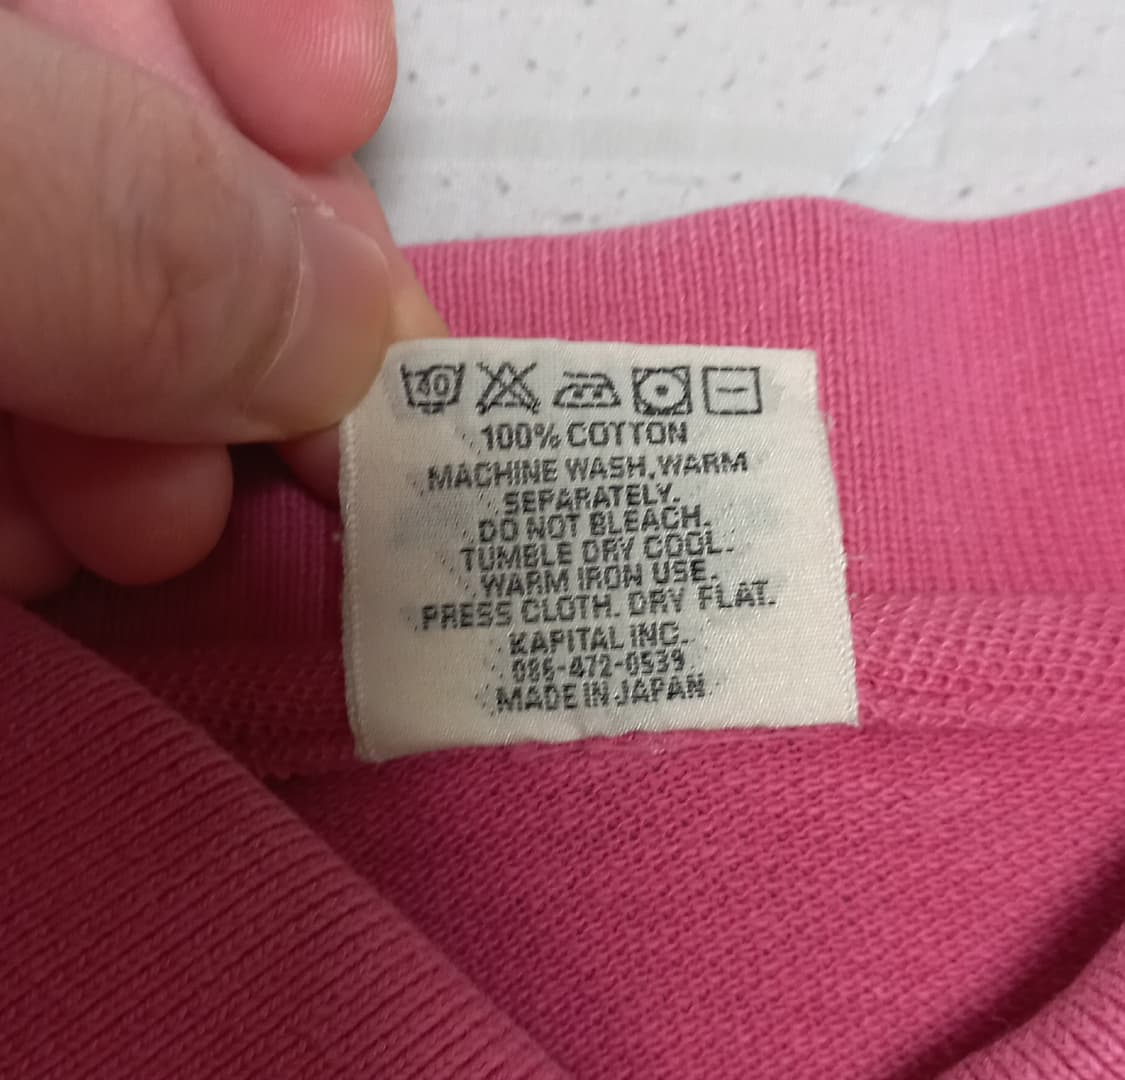 40
100% COTTON
MACHINE WASH, WARM
SEPARATELY.
DO NOT BLEACH.
TUMBLE DRY COOL.
WARM IRON USE.
PRESS CLOTH. DRY FLAT.
KAPITAL INC.
086-472-0539
MADE IN JAPAN